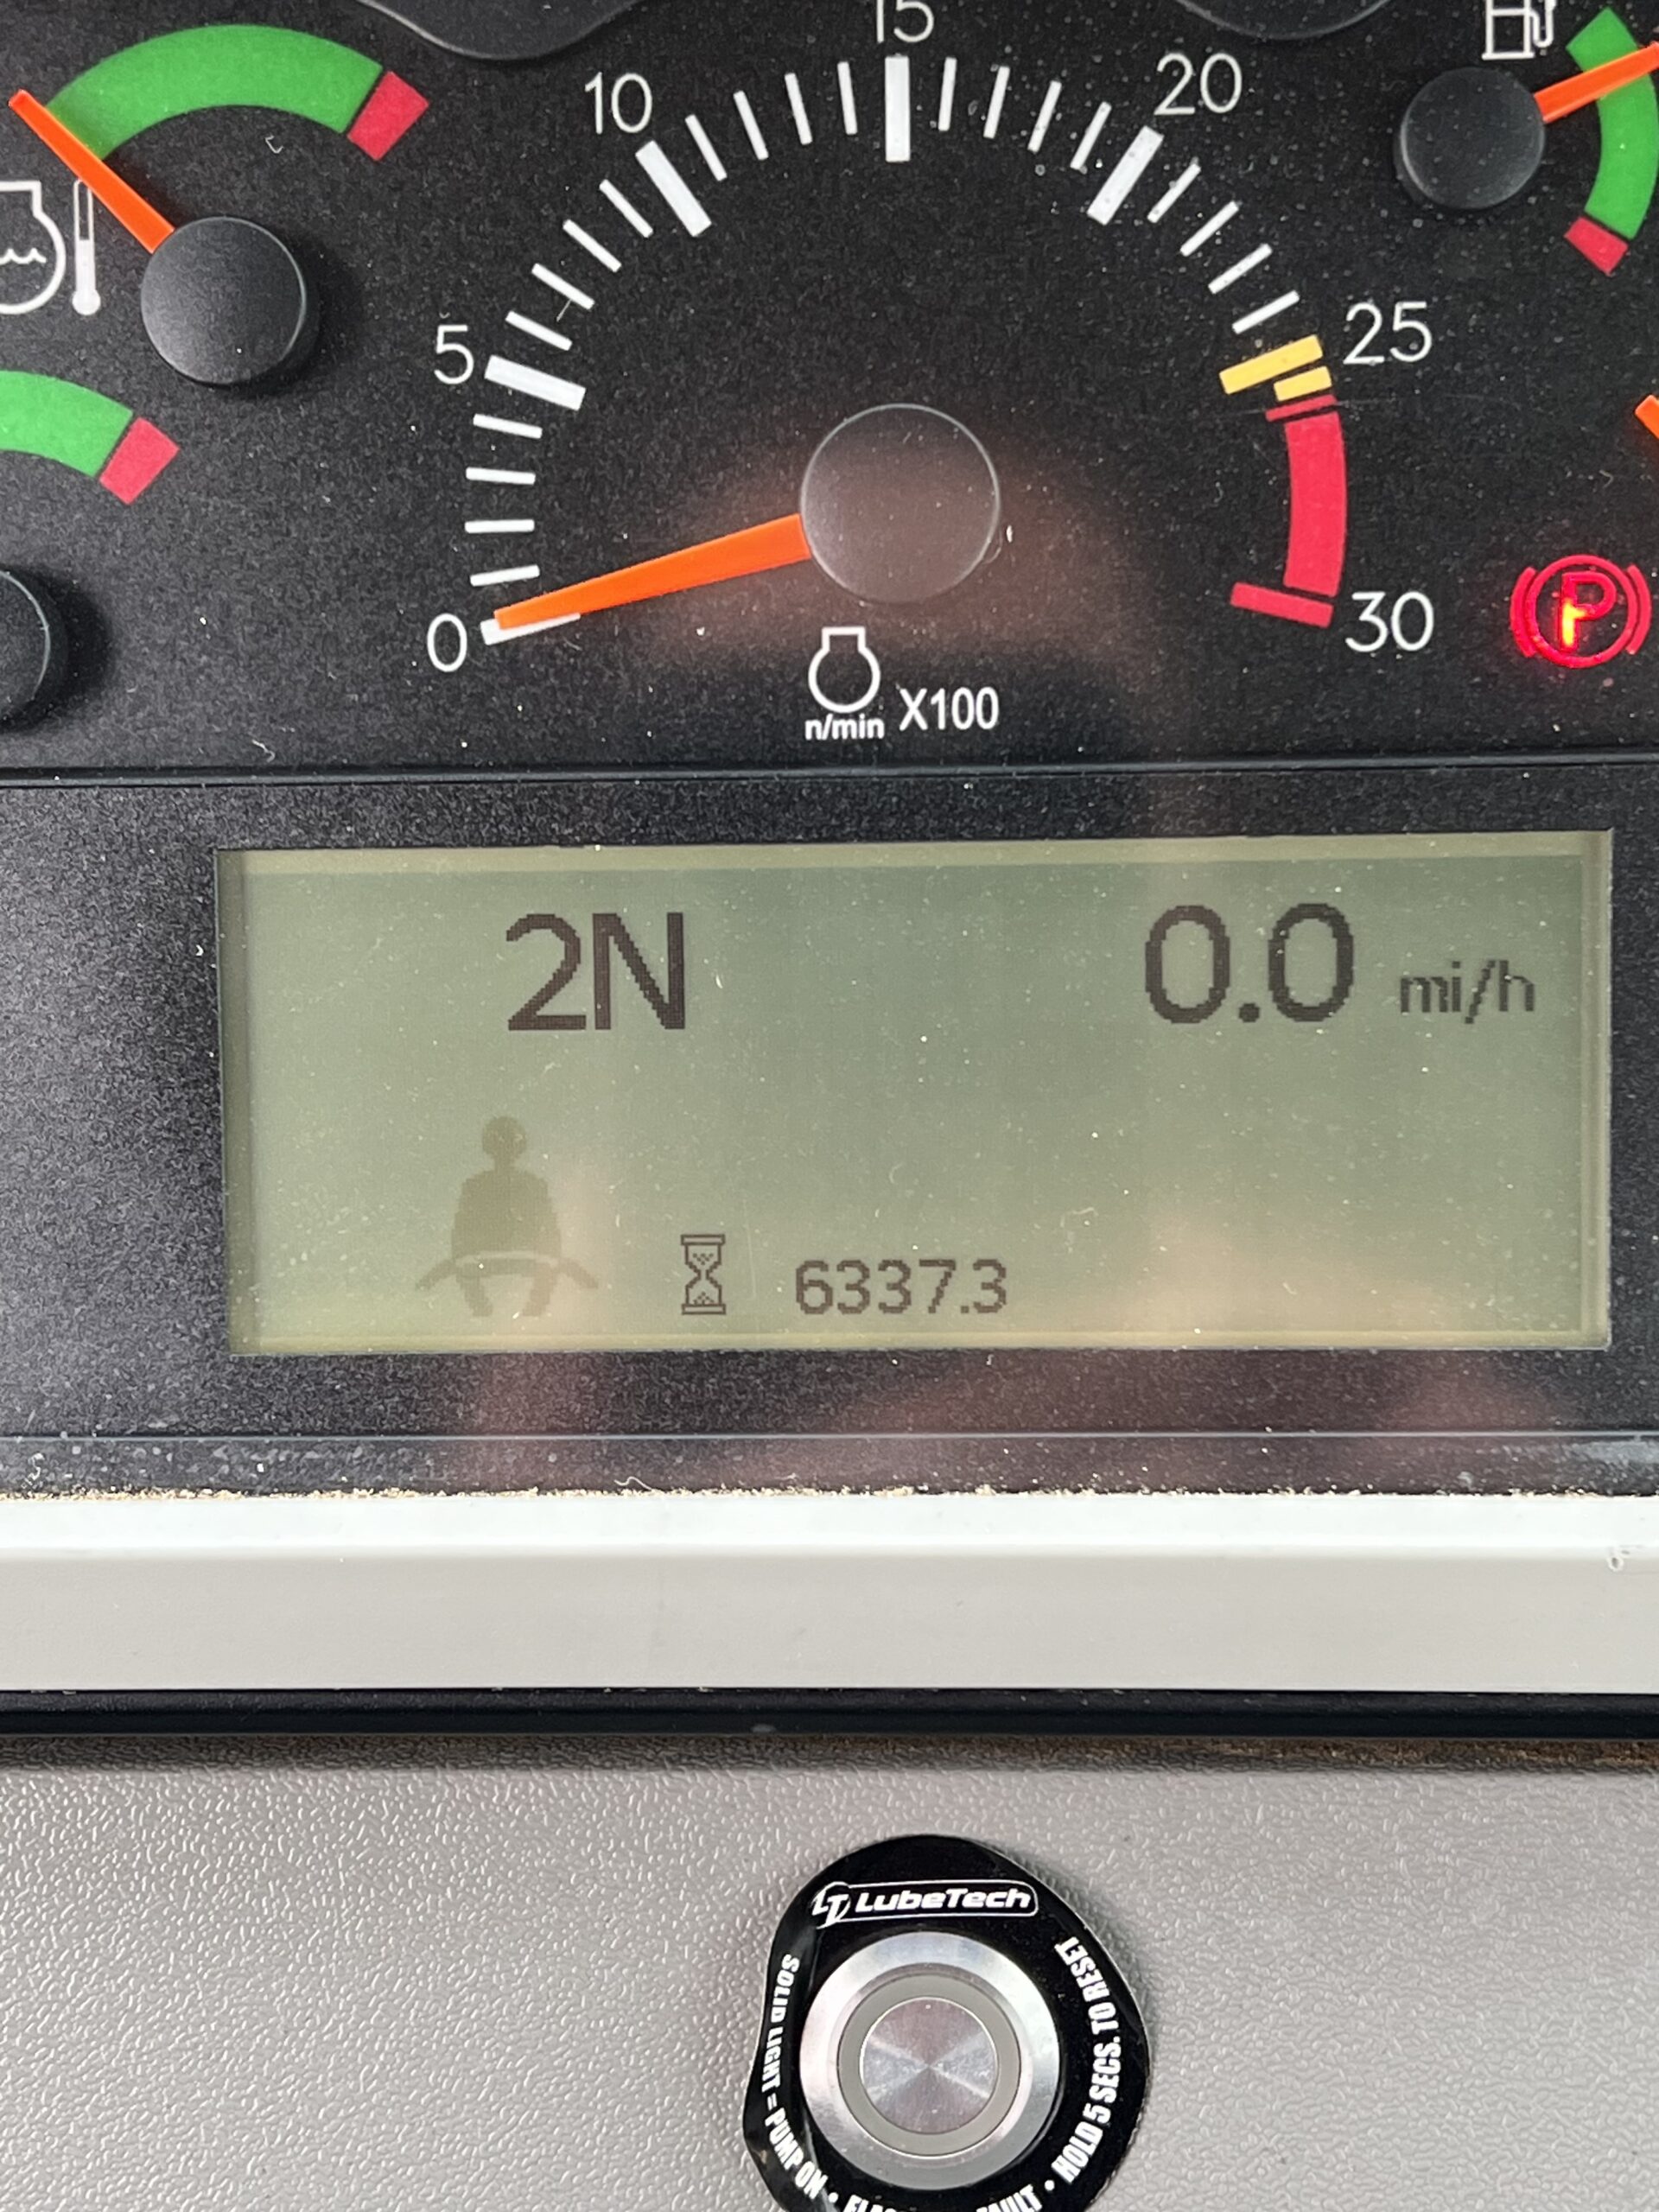 15
10
20
5
25
0
30
n/min X100
P
2N
0.0 mi/h
6337.3
LT LubeTech
SOLID LIGHT = PUMP ON •
• HOLD 5 SECS. TO RESET